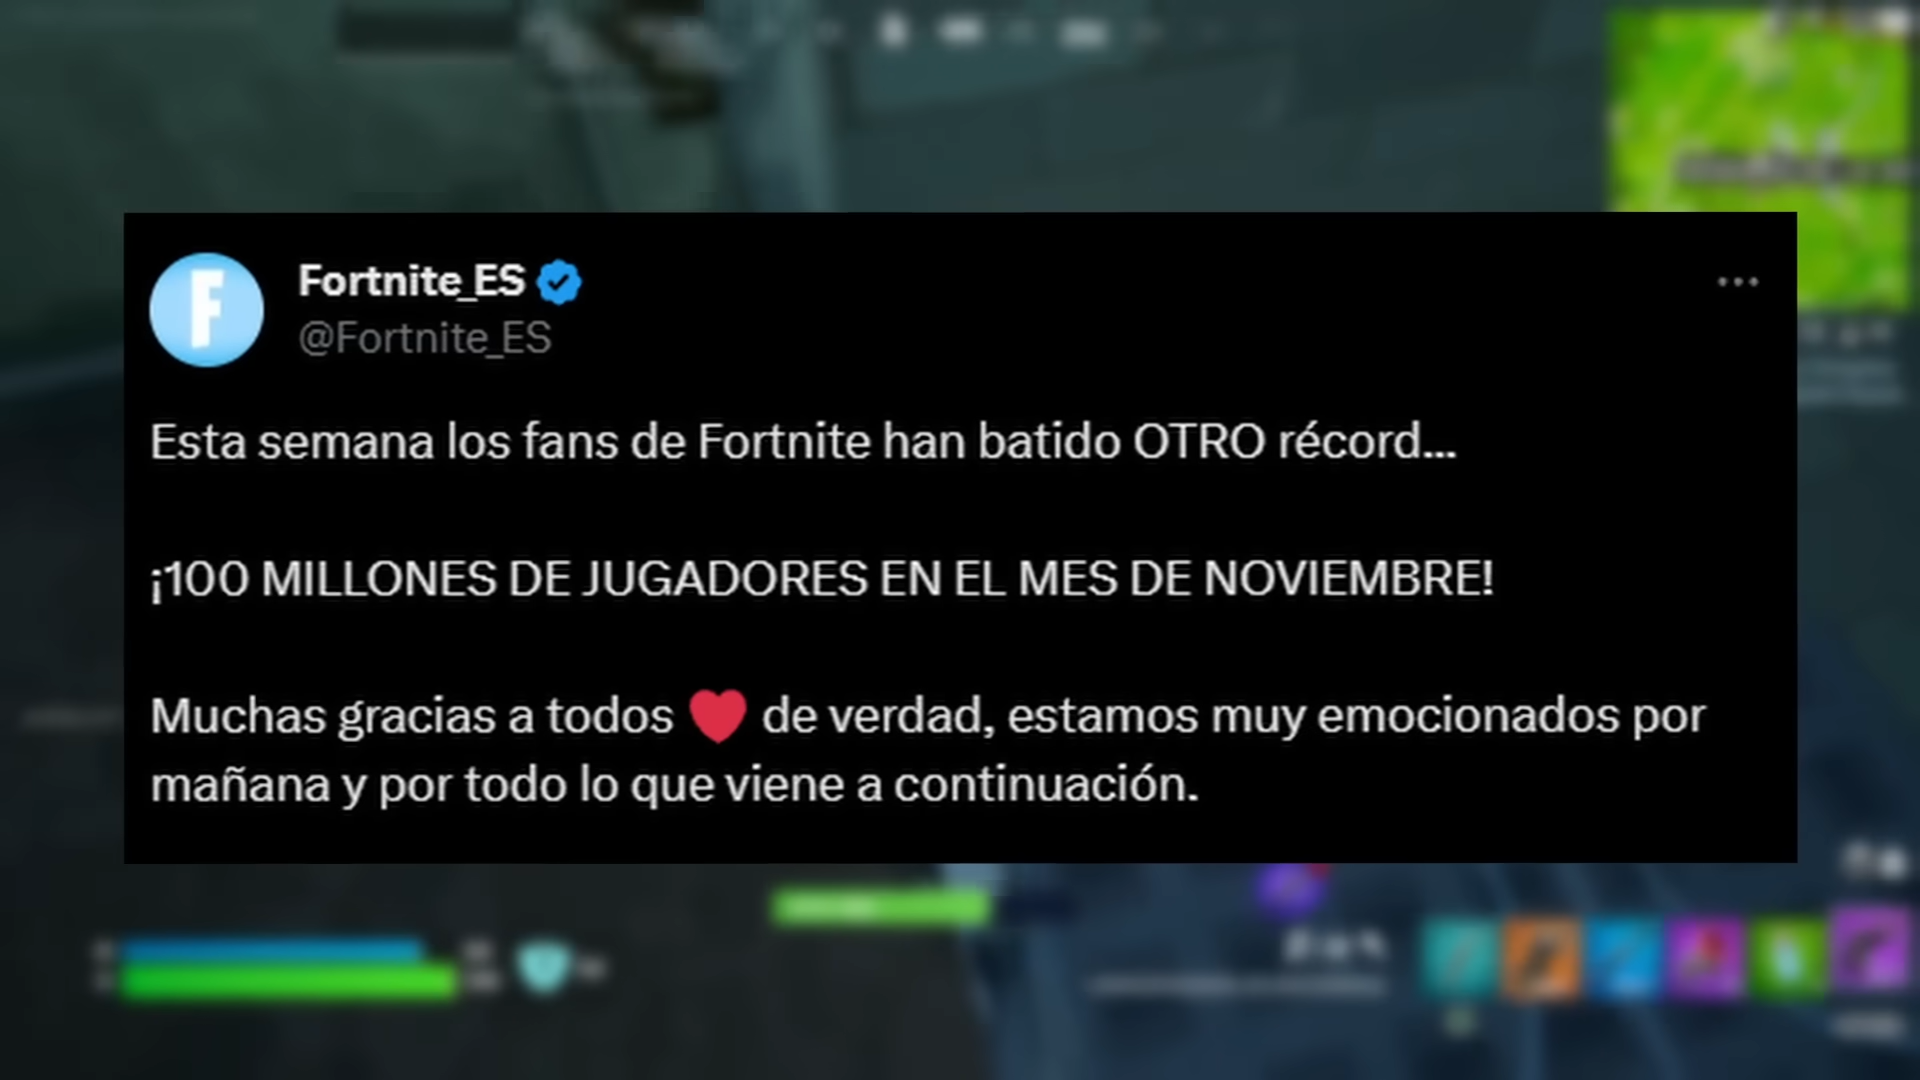 Fortnite_ES
@Fortnite_ES
Esta semana los fans de Fortnite han batido OTRO récord...
¡100 MILLONES DE JUGADORES EN EL MES DE NOVIEMBRE!
Muchas gracias a todos ❤️ de verdad, estamos muy emocionados por
mañana y por todo lo que viene a continuación.